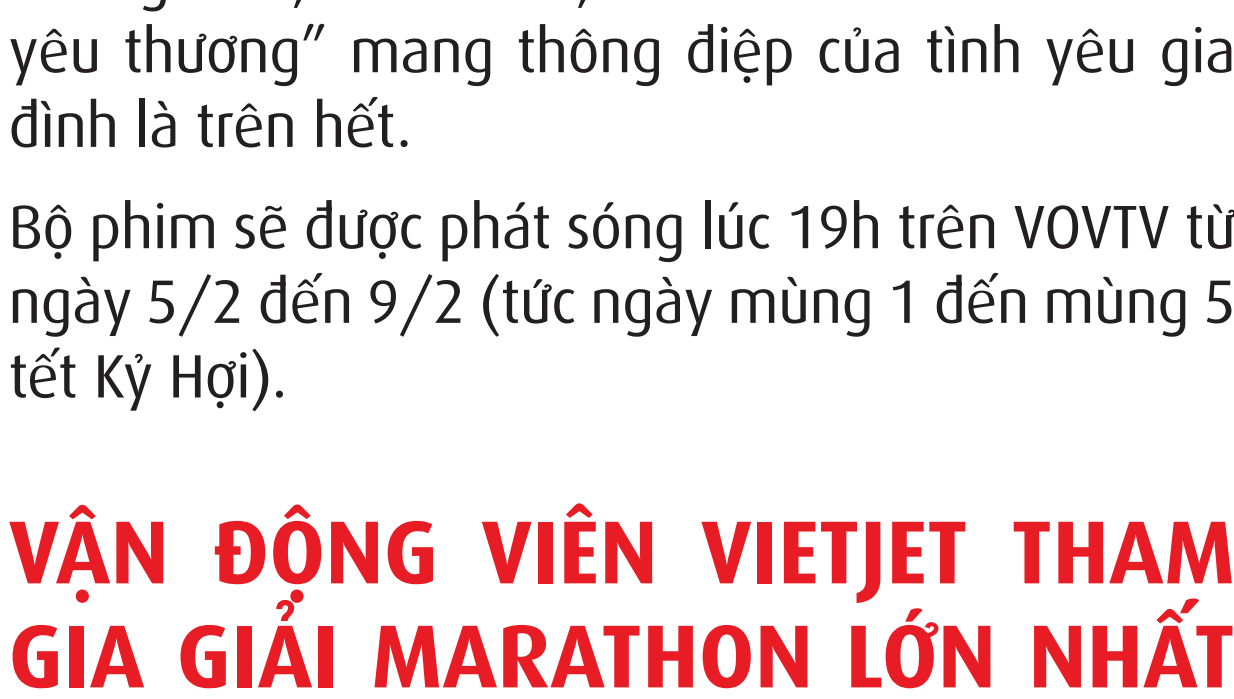 yêu thương” mang thông điệp của tình yêu gia
đình là trên hết.
Bộ phim sẽ được phát sóng lúc 19h trên VOVTV từ
ngày 5/2 đến 9/2 (tức ngày mùng 1 đến mùng 5
tết Kỷ Hợi).
VẬN ĐỘNG VIÊN VIETJET THAM
GIA GIẢI MARATHON LỚN NHẤT